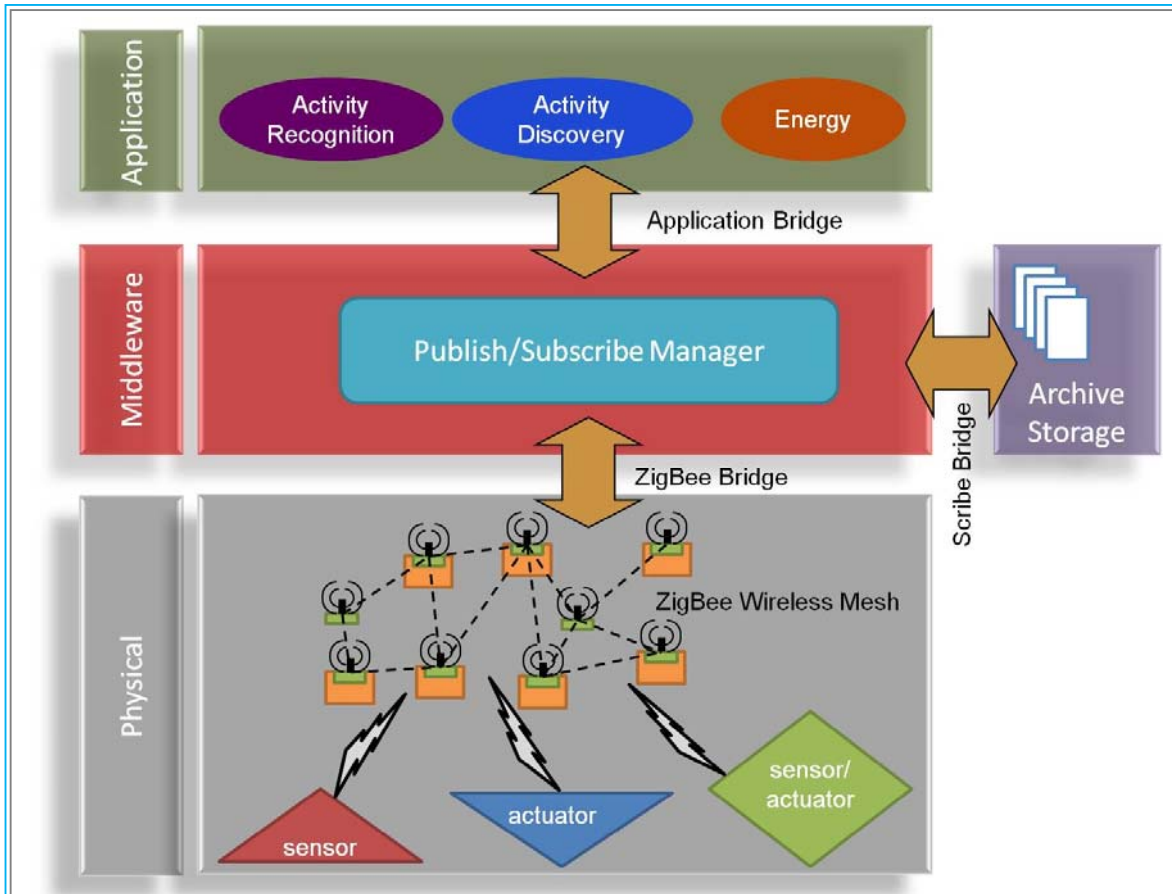 Application
Activity
Recognition
Activity
Discovery
Energy
Application Bridge
Middleware
Publish/Subscribe Manager
Archive
Storage
Scribe Bridge
ZigBee Bridge
Physical
ZigBee Wireless Mesh
sensor
actuator
sensor/
actuator